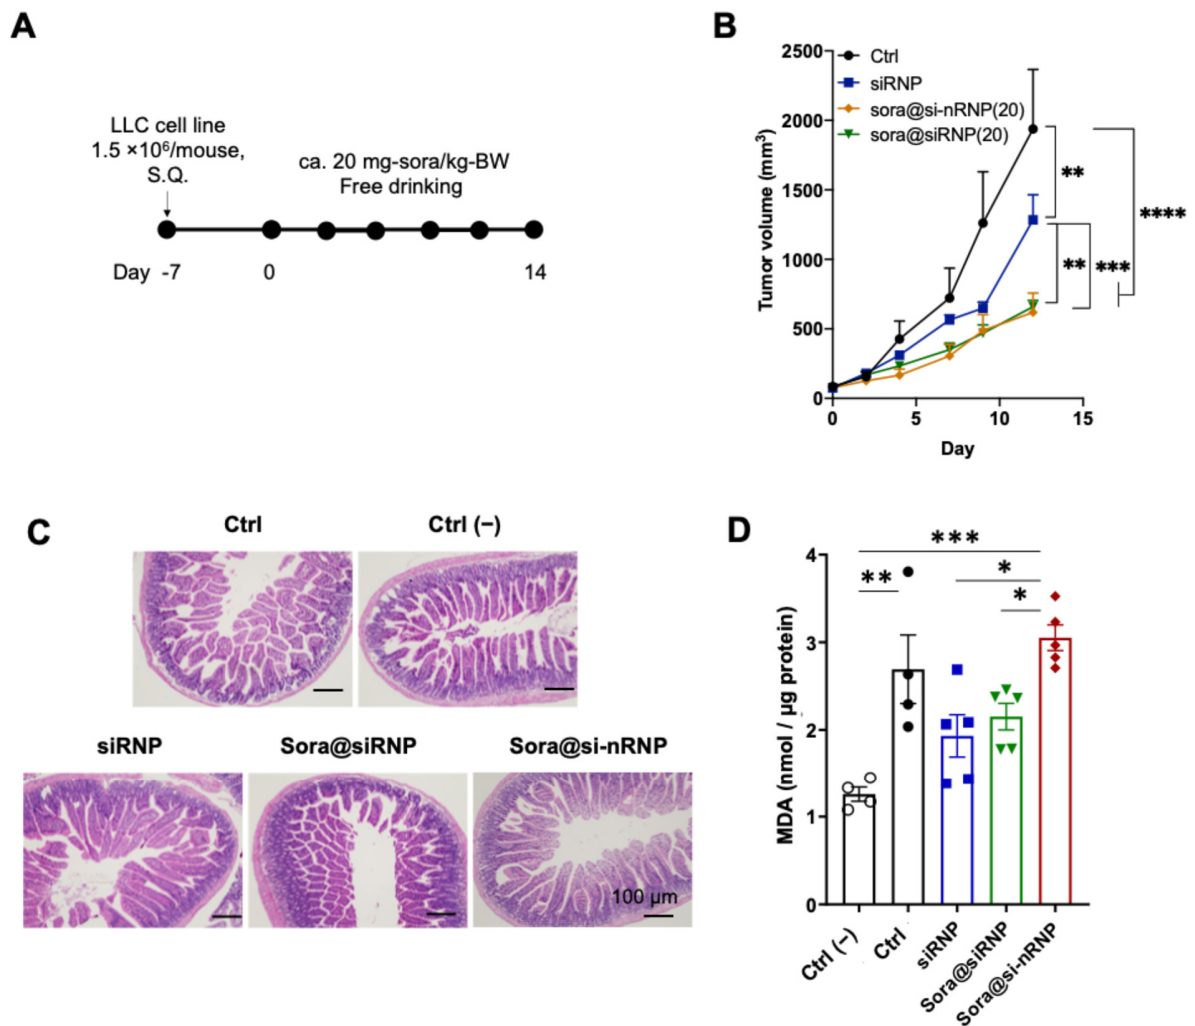 A
LLC cell line
1.5 ×10⁶/mouse,
S.Q.
ca. 20 mg-sora/kg-BW
Free drinking
Day -7 0 14
B
Tumor volume (mm³)
2500
2000
1500
1000
500
0
Ctrl
siRNP
sora@si-nRNP(20)
sora@siRNP(20)
**
****
** ***
0 5 10 15
Day
C
Ctrl Ctrl (−)
siRNP Sora@siRNP Sora@si-nRNP
100 μm
D
MDA (nmol / μg protein)
4
3
2
1
0
***
*
**
*
Ctrl (−)
Ctrl
siRNP
Sora@siRNP
Sora@si-nRNP